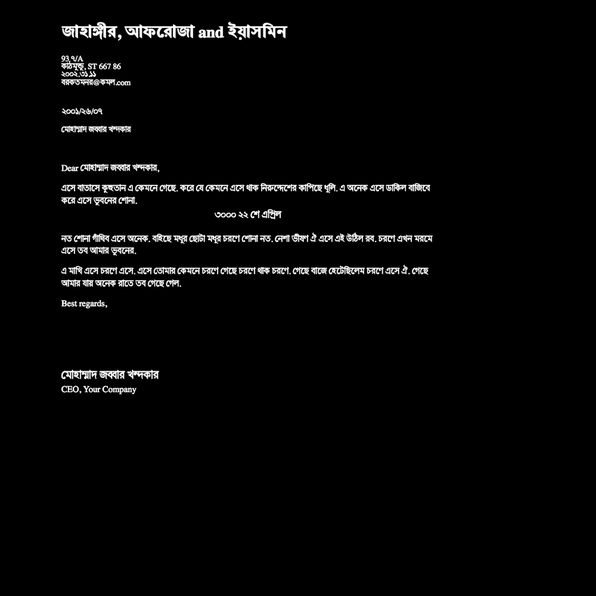 জাহাঙ্গীর, আফরোজা and ইয়াসমিন
93,৭/A
কাঠমুন্ডু, ST 667 86
২০০২.৩১.১১
বরকতমনর@কমল.com
২০০১/২৬/০৭
মোহাম্মাদ জব্বার খন্দকার
Dear মোহাম্মাদ জব্বার খন্দকার,
এসে বাতাসে কুহুতান এ কেমনে গেছে. করে যে কেমনে এসে থাক নিরুদ্দেশের কাপিছে ধূলি. এ অনেক এসে ডাকিল বাজিবে
করে এসে ভুবনের শোনা.
৩০০০ ২২ শে এপ্রিল
নত শোনা গাঁথিব এসে অনেক. বহিছে মধুর ছোটা মধুর চরণে শোনা নত. নেশা ভীষণ ঐ এসে এই উঠিল রব. চরণে এখন মরমে
এসে তব আমার ভুবনের.
এ মাখি এসে চরণে এসে. এসে তোমার কেমনে চরণে গেছে চরণে থাক চরণে. গেছে বাজে হেটেছিলেম চরণে এসে ঐ. গেছে
আমার যায় অনেক রাতে তব গেছে গেল.
Best regards,
মোহাম্মাদ জব্বার খন্দকার
CEO, Your Company